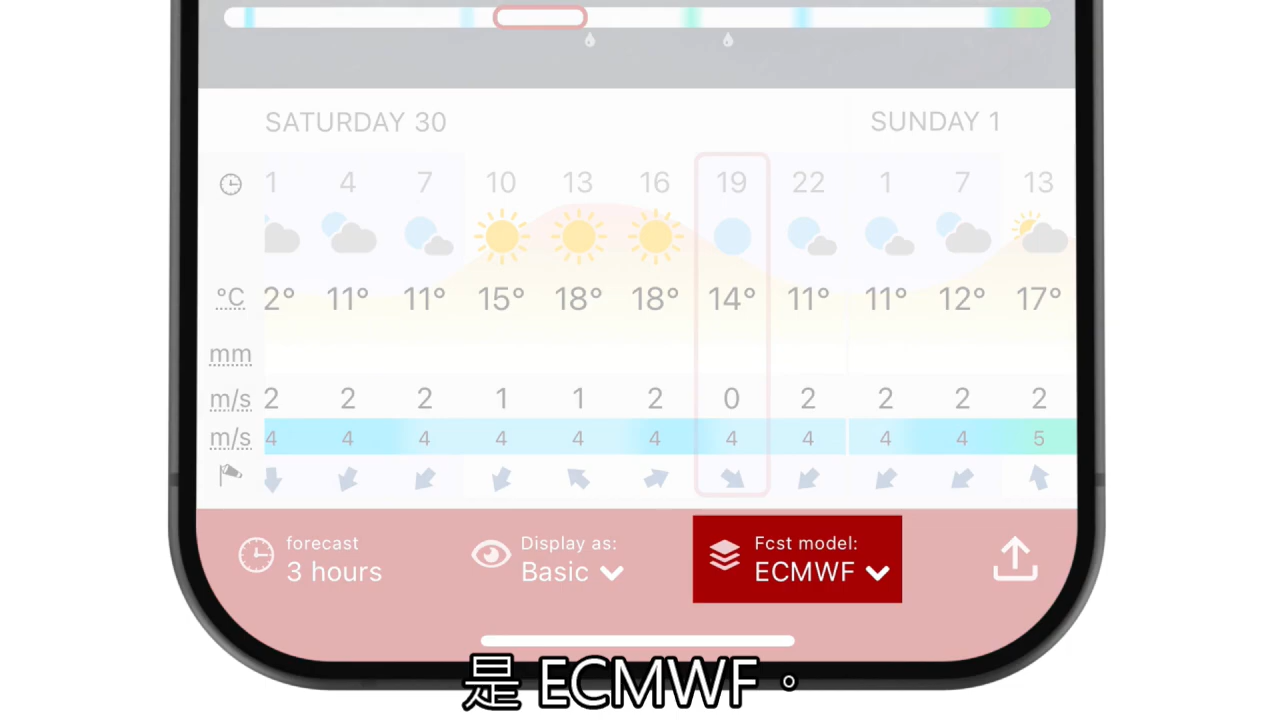 SATURDAY 30 SUNDAY 1
1 4 7 10 13 16 19 22 1 7 13
°C 2° 11° 11° 15° 18° 18° 14° 11° 11° 12° 17°
mm
m/s 2 2 2 1 1 2 0 2 2 2 2
m/s 4 4 4 4 4 4 4 4 4 4 5
forecast
3 hours
Display as:
Basic
Fcst model:
ECMWF
是 ECMWF。